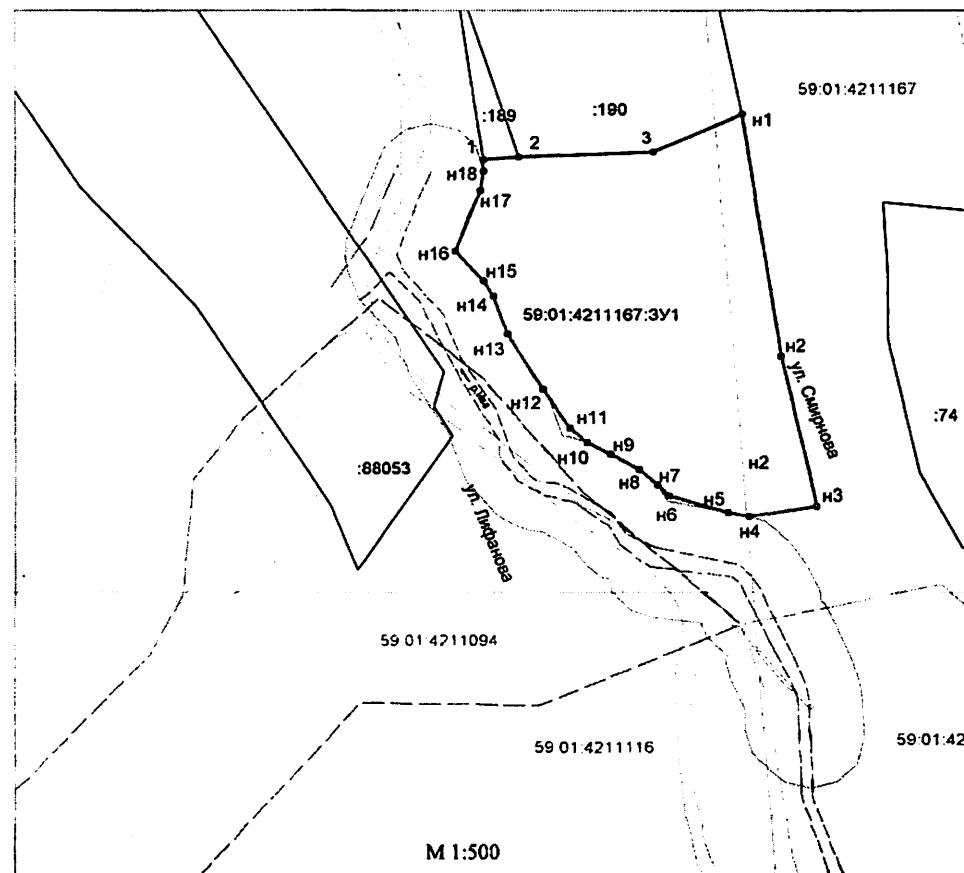 59:01:4211167
:189
:190
н1
1
2
3
н18
н17
н16
н15
н14
59:01:4211167:ЗУ1
н13
н2
ул. Смирнова
н12
:74
н11
н10
н9
н2
:88053
н8
н7
н6
н5
н4
н3
ул. Лифанова
59:01:4211094
59:01:4211116
59:01:42
М 1:500